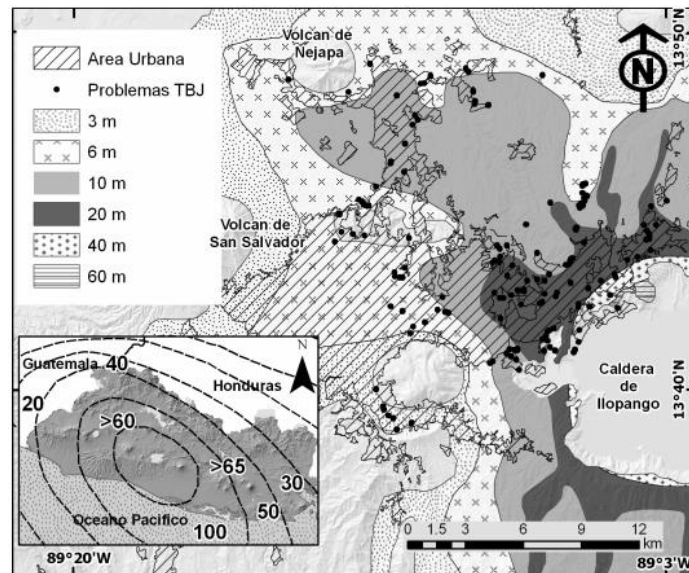 Volcan de
Nejapa
13°50'N
N
Area Urbana
Problemas TBJ
3 m
6 m
10 m
20 m
40 m
60 m
Volcan de
San Salvador
Caldera
de
Ilopango
13°40'N
N
Guatemala
40
Honduras
20
>60
>65
30
50
100
Oceano Pacifico
0 1.5 3 6 9 12
km
89°20'W
89°3'W